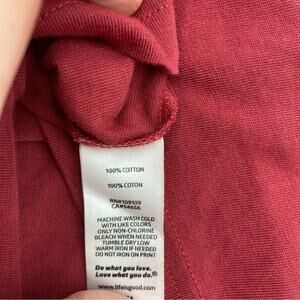 100% COTTON
100% COTON
RN#109109
CA#54656
MACHINE WASH COLD
WITH LIKE COLORS
ONLY NON-CHLORINE
BLEACH WHEN NEEDED
TUMBLE DRY LOW
WARM IRON IF NEEDED
DO NOT IRON ON PRINT
Do what you love.
Love what you do.®
www.lifeisgood.com